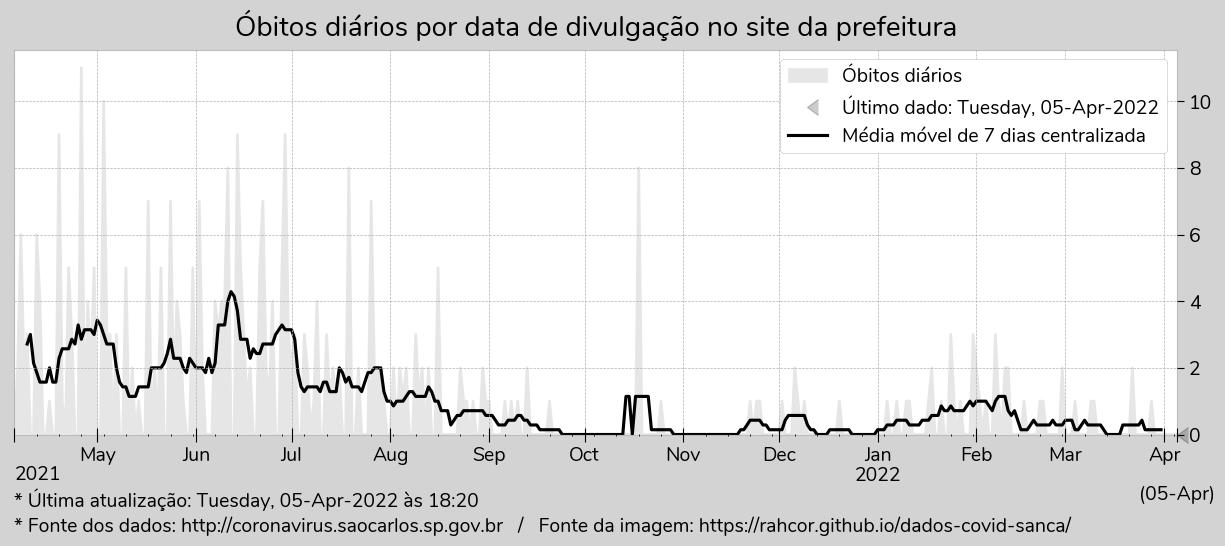 Óbitos diários por data de divulgação no site da prefeitura
Óbitos diários
Último dado: Tuesday, 05-Apr-2022
Média móvel de 7 dias centralizada
10
8
6
4
2
0
May Jun Jul Aug Sep Oct Nov Dec Jan Feb Mar Apr
2021 2022
(05-Apr)
* Última atualização: Tuesday, 05-Apr-2022 às 18:20
* Fonte dos dados: http://coronavirus.saocarlos.sp.gov.br / Fonte da imagem: https://rahcor.github.io/dados-covid-sanca/